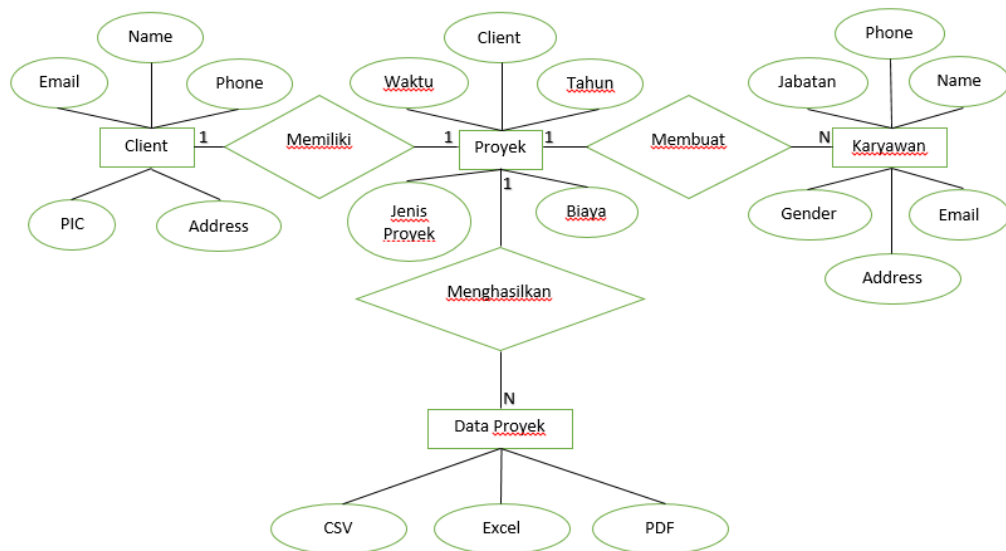 Name
Client
Phone
Email
Phone
Waktu
Tahun
Jabatan
Name
Client
1
Memiliki
1
Proyek
1
Membuat
N
Karyawan
1
PIC
Address
Jenis
Proyek
Biaya
Gender
Email
Address
Menghasilkan
N
Data Proyek
CSV
Excel
PDF